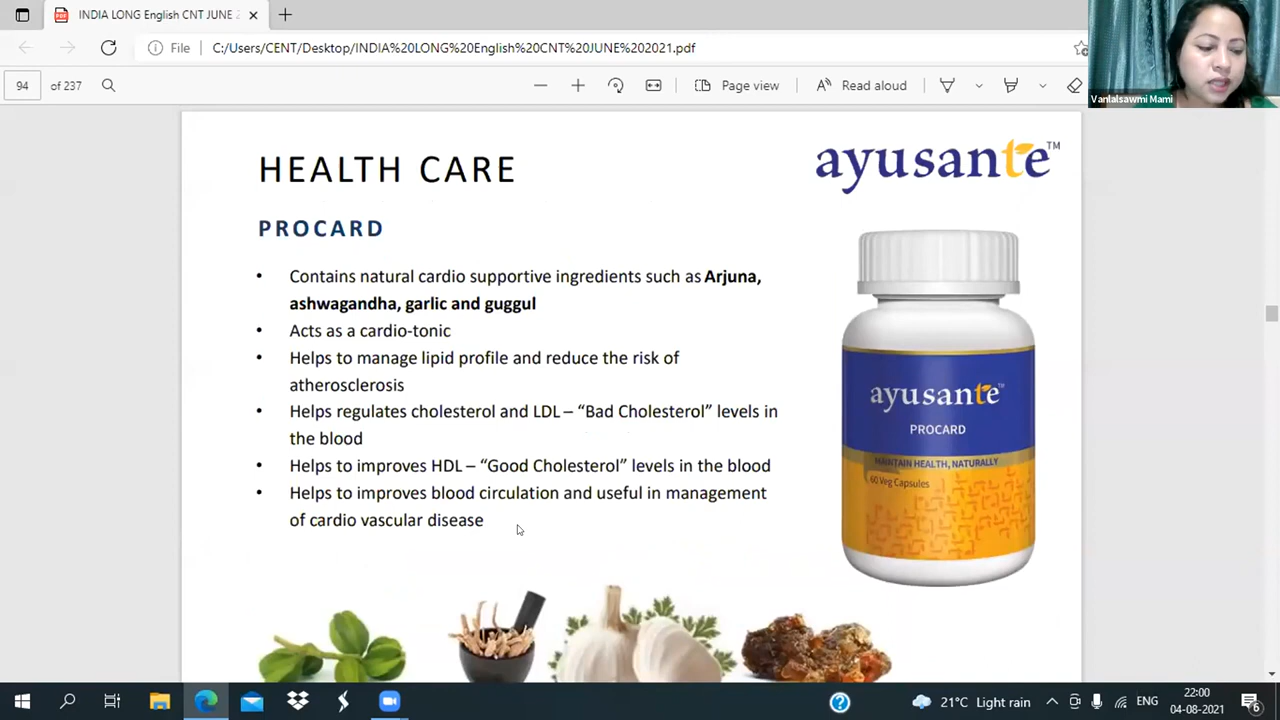 INDIA LONG English CNT JUNE 2
File
C:/Users/CENT/Desktop/INDIA%20LONG%20English%20CNT%20JUNE%202021.pdf
94 of 237
Page view
Read aloud
Vanlalsawmi Mami
HEALTH CARE
ayusante™
PROCARD
• Contains natural cardio supportive ingredients such as Arjuna,
ashwagandha, garlic and guggul
• Acts as a cardio-tonic
• Helps to manage lipid profile and reduce the risk of
atherosclerosis
• Helps regulates cholesterol and LDL – “Bad Cholesterol” levels in
the blood
• Helps to improves HDL – “Good Cholesterol” levels in the blood
• Helps to improves blood circulation and useful in management
of cardio vascular disease
ayusante™
PROCARD
MAINTAIN HEALTH, NATURALLY
60 Veg Capsules
21°C Light rain
ENG
22:00
04-08-2021
6